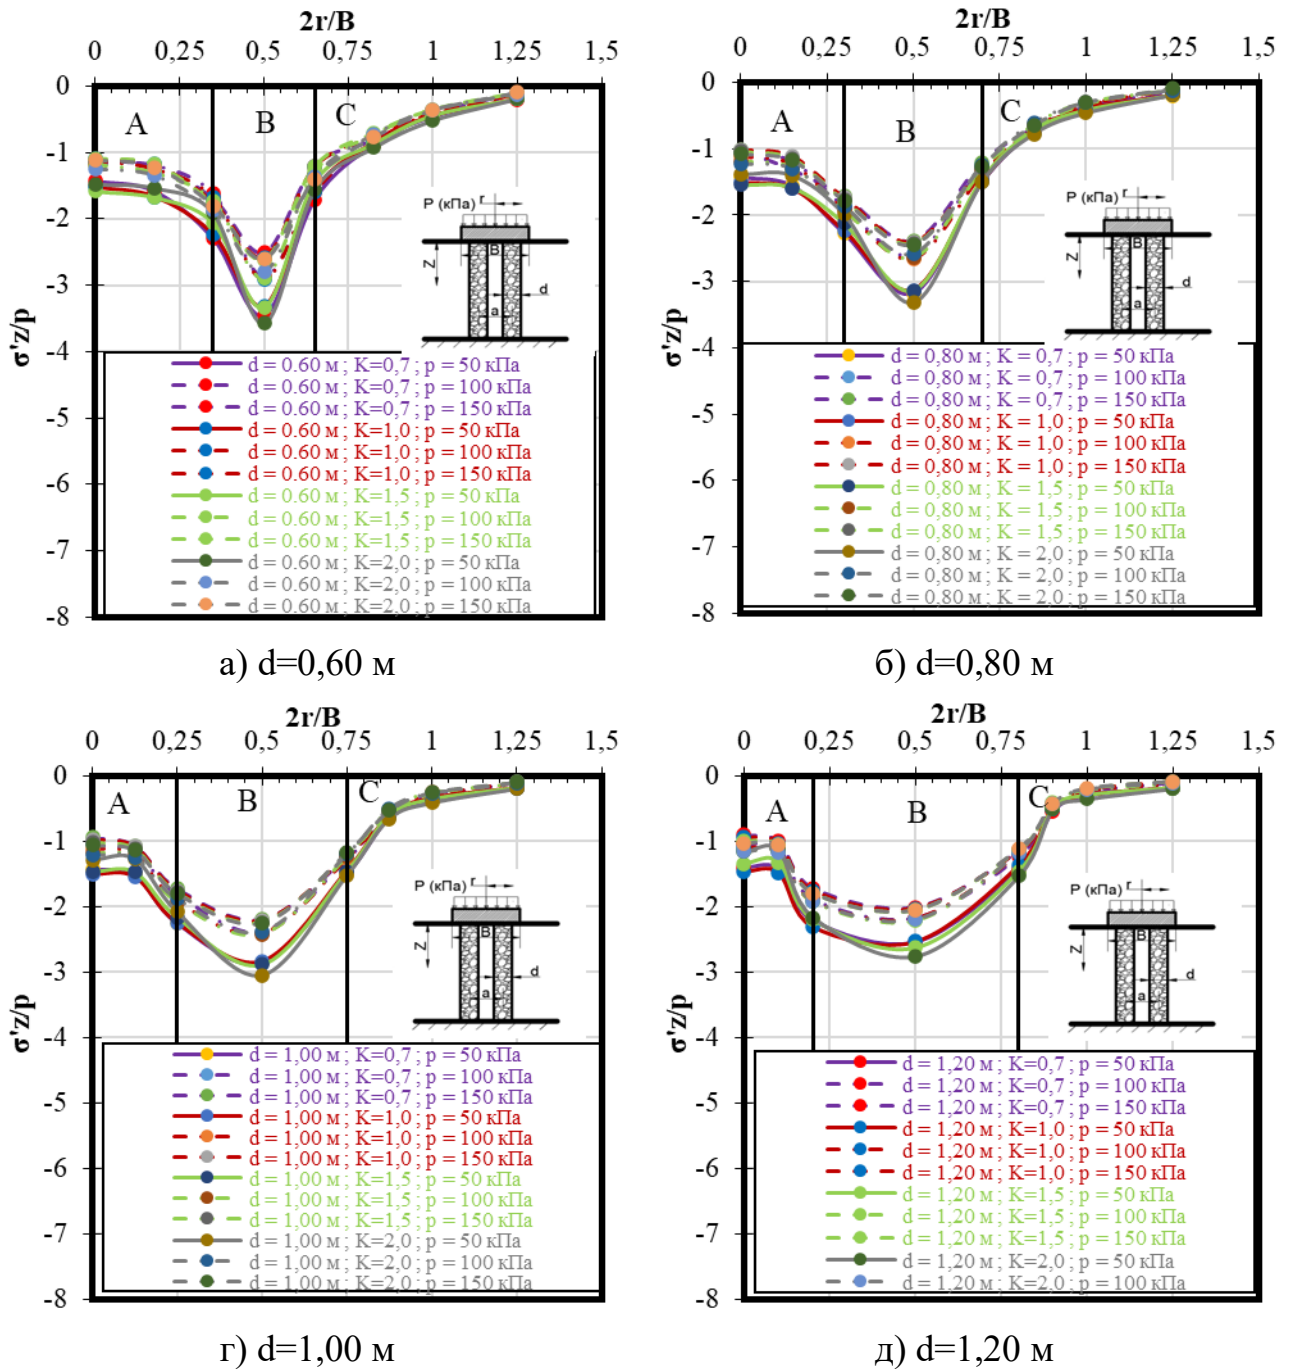 2r/B
0 0,25 0,5 0,75 1 1,25 1,5
0
-1
-2
-3
-4
-5
-6
-7
-8
σ'z/p
A B C
P (кПа) r
B
Z
d
a
d = 0.60 м ; K=0,7 ; p = 50 кПа
d = 0.60 м ; K=0,7 ; p = 100 кПа
d = 0.60 м ; K=0,7 ; p = 150 кПа
d = 0.60 м ; K=1,0 ; p = 50 кПа
d = 0.60 м ; K=1,0 ; p = 100 кПа
d = 0.60 м ; K=1,0 ; p = 150 кПа
d = 0.60 м ; K=1,5 ; p = 50 кПа
d = 0.60 м ; K=1,5 ; p = 100 кПа
d = 0.60 м ; K=1,5 ; p = 150 кПа
d = 0.60 м ; K=2,0 ; p = 50 кПа
d = 0.60 м ; K=2,0 ; p = 100 кПа
d = 0.60 м ; K=2,0 ; p = 150 кПа
а) d=0,60 м
2r/B
0 0,25 0,5 0,75 1 1,25 1,5
0
-1
-2
-3
-4
-5
-6
-7
-8
σ'z/p
A B C
P (кПа) r
B
Z
d
a
d = 0,80 м ; K = 0,7 ; p = 50 кПа
d = 0,80 м ; K = 0,7 ; p = 100 кПа
d = 0,80 м ; K = 0,7 ; p = 150 кПа
d = 0,80 м ; K = 1,0 ; p = 50 кПа
d = 0,80 м ; K = 1,0 ; p = 100 кПа
d = 0,80 м ; K = 1,0 ; p = 150 кПа
d = 0,80 м ; K = 1,5 ; p = 50 кПа
d = 0,80 м ; K = 1,5 ; p = 100 кПа
d = 0,80 м ; K = 1,5 ; p = 150 кПа
d = 0,80 м ; K = 2,0 ; p = 50 кПа
d = 0,80 м ; K = 2,0 ; p = 100 кПа
d = 0,80 м ; K = 2,0 ; p = 150 кПа
б) d=0,80 м
2r/B
0 0,25 0,5 0,75 1 1,25 1,5
0
-1
-2
-3
-4
-5
-6
-7
-8
σ'z/p
A B C
P (кПа) r
B
Z
d
a
d = 1,00 м ; K=0,7 ; p = 50 кПа
d = 1,00 м ; K=0,7 ; p = 100 кПа
d = 1,00 м ; K=0,7 ; p = 150 кПа
d = 1,00 м ; K=1,0 ; p = 50 кПа
d = 1,00 м ; K=1,0 ; p = 100 кПа
d = 1,00 м ; K=1,0 ; p = 150 кПа
d = 1,00 м ; K=1,5 ; p = 50 кПа
d = 1,00 м ; K=1,5 ; p = 100 кПа
d = 1,00 м ; K=1,5 ; p = 150 кПа
d = 1,00 м ; K=2,0 ; p = 50 кПа
d = 1,00 м ; K=2,0 ; p = 100 кПа
d = 1,00 м ; K=2,0 ; p = 150 кПа
г) d=1,00 м
2r/B
0 0,25 0,5 0,75 1 1,25 1,5
0
-1
-2
-3
-4
-5
-6
-7
-8
σ'z/p
A B C
P (кПа) r
B
Z
d
a
d = 1,20 м ; K=0,7 ; p = 50 кПа
d = 1,20 м ; K=0,7 ; p = 100 кПа
d = 1,20 м ; K=0,7 ; p = 150 кПа
d = 1,20 м ; K=1,0 ; p = 50 кПа
d = 1,20 м ; K=1,0 ; p = 100 кПа
d = 1,20 м ; K=1,0 ; p = 150 кПа
d = 1,20 м ; K=1,5 ; p = 50 кПа
d = 1,20 м ; K=1,5 ; p = 100 кПа
d = 1,20 м ; K=1,5 ; p = 150 кПа
d = 1,20 м ; K=2,0 ; p = 50 кПа
d = 1,20 м ; K=2,0 ; p = 100 кПа
д) d=1,20 м